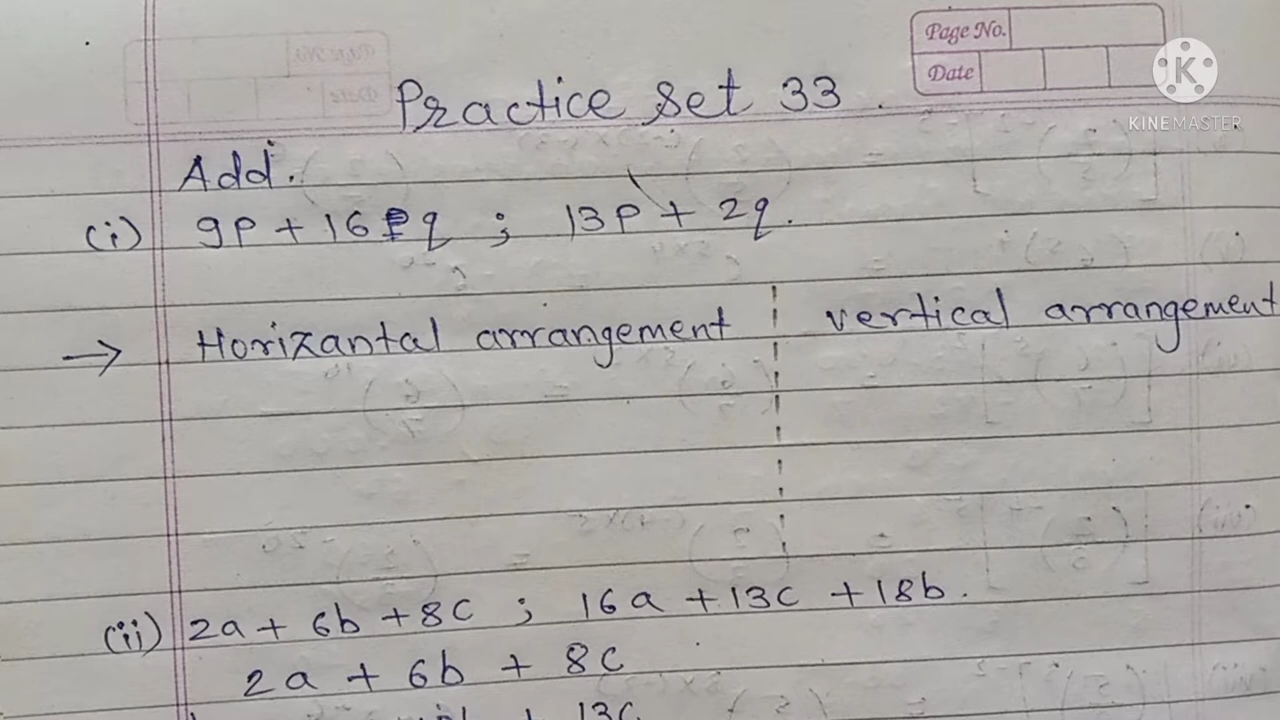 Page No.
Date
KINEMASTER
Practice set 33.
Add.
(i) 9p + 16q ; 13p + 2q.
→ Horizantal arrangement vertical arrangement
(ii) 2a + 6b + 8c ; 16a + 13c + 18b.
2a + 6b + 8c
+ 13c